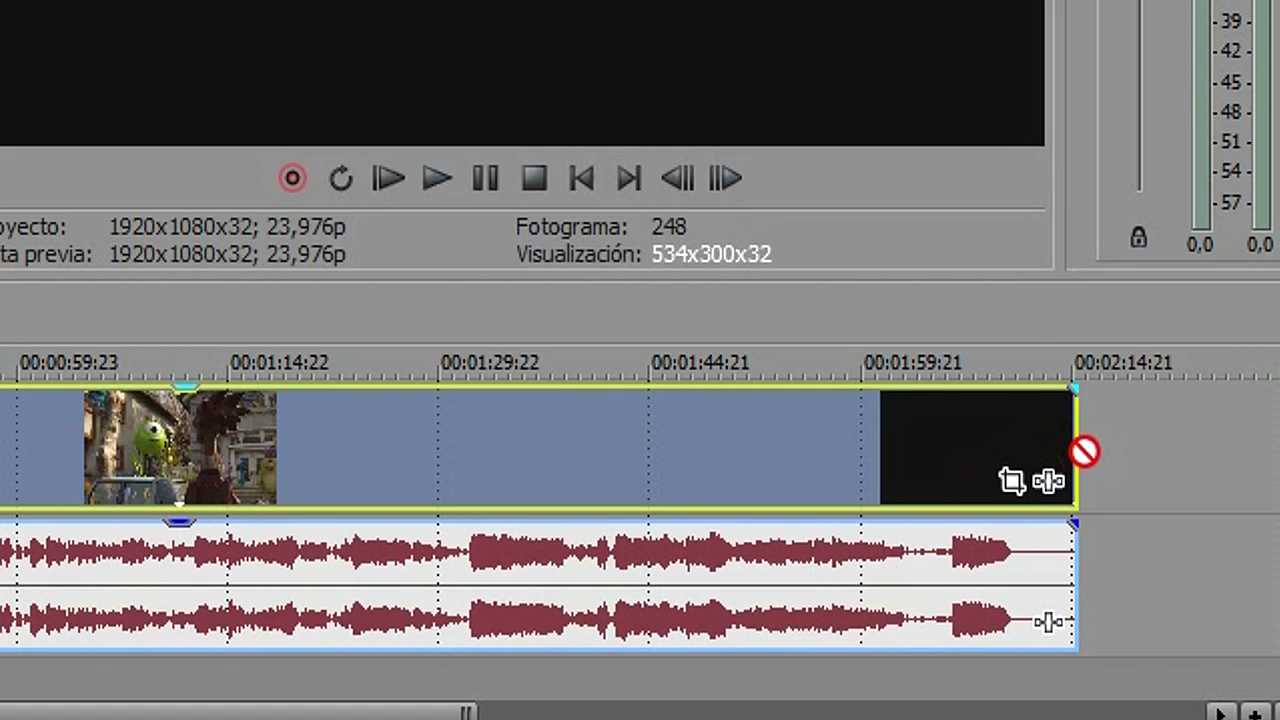 39
42
45
48
51
54
57
0,0 0,0
oyecto: 1920x1080x32; 23,976p Fotograma: 248
ta previa: 1920x1080x32; 23,976p Visualización: 534x300x32
00:00:59:23 00:01:14:22 00:01:29:22 00:01:44:21 00:01:59:21 00:02:14:21